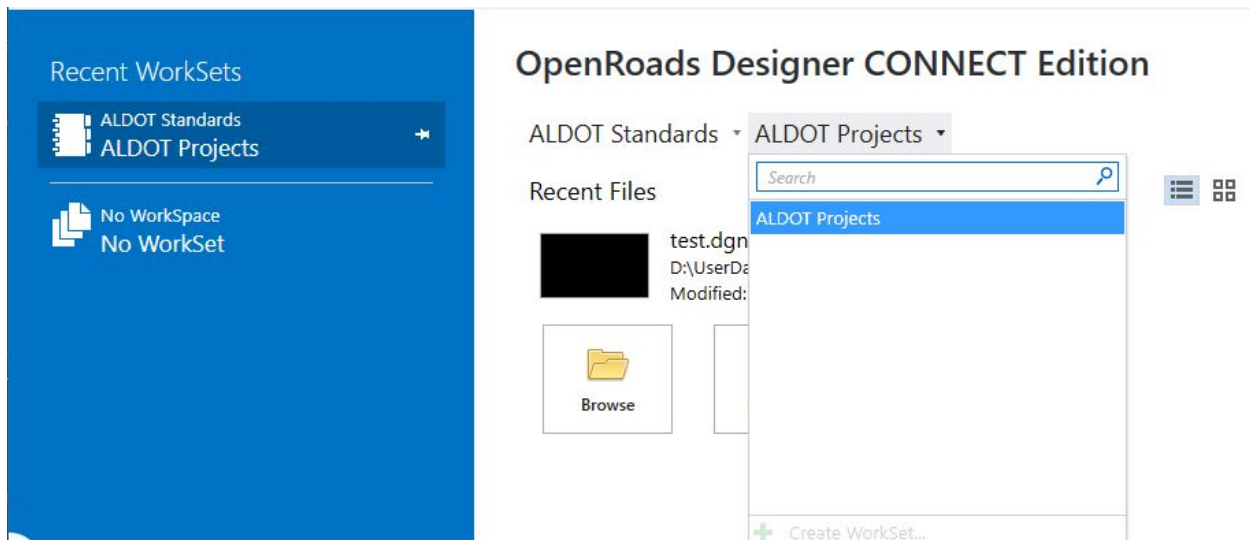 Recent WorkSets
ALDOT Standards
ALDOT Projects
No WorkSpace
No WorkSet
OpenRoads Designer CONNECT Edition
ALDOT Standards ALDOT Projects
Search
ALDOT Projects
Create WorkSet...
Recent Files
test.dgn
D:\UserDa
Modified:
Browse